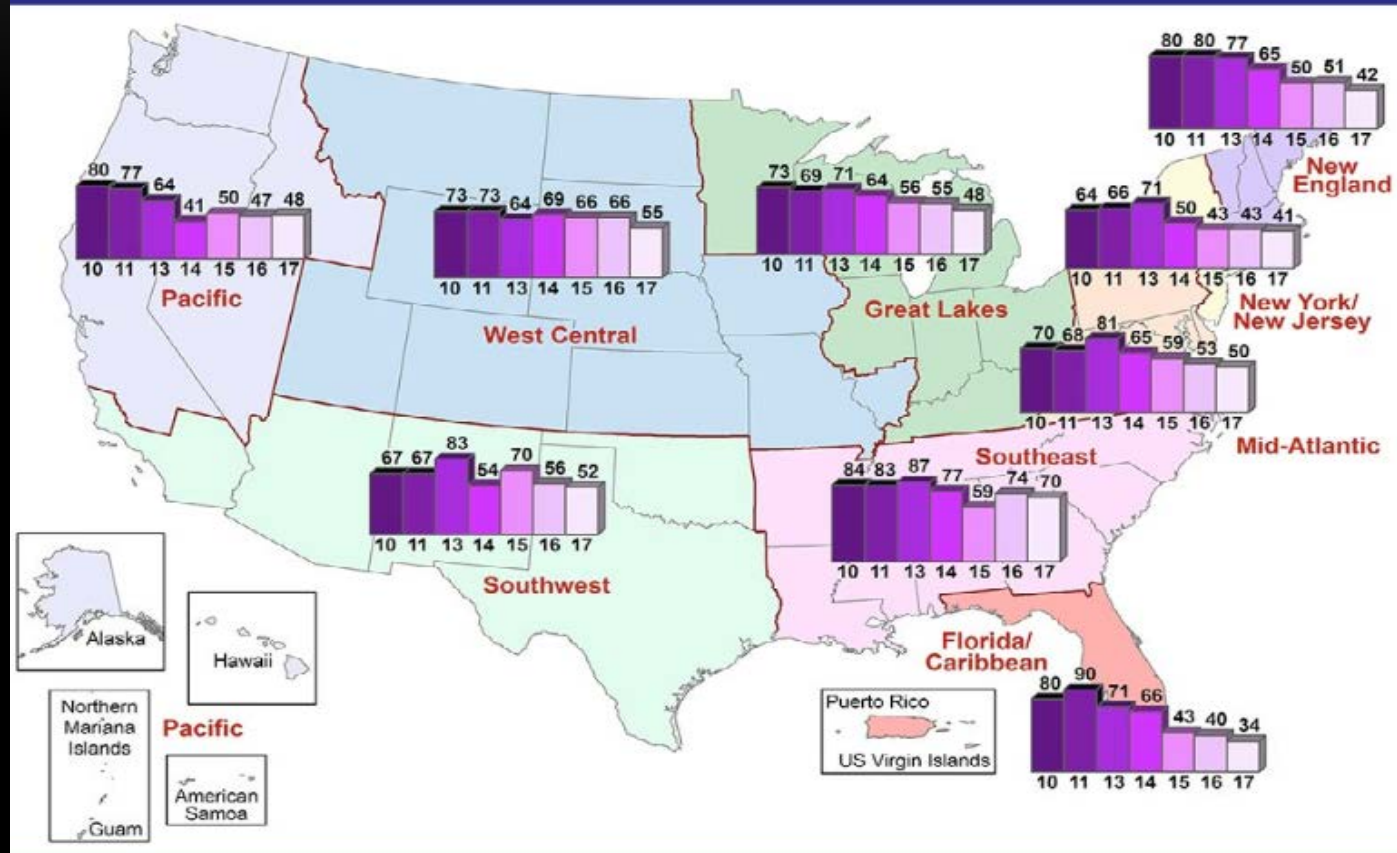 80 80 77 65 50 51 42
10 11 13 14 15 16 17
New
England
80 77 64 41 50 47 48
10 11 13 14 15 16 17
Pacific
73 73 64 69 66 66 55
10 11 13 14 15 16 17
West Central
73 69 71 64 56 55 48
10 11 13 14 15 16 17
Great Lakes
64 66 71 50 43 43 41
10 11 13 14 15 16 17
New York/
New Jersey
70 68 81 65 59 53 50
10 11 13 14 15 16 17
Mid-Atlantic
67 67 83 54 70 56 52
10 11 13 14 15 16 17
Southwest
Southeast
84 83 87 77 59 74 70
10 11 13 14 15 16 17
Florida/
Caribbean
80 90 71 66 43 40 34
10 11 13 14 15 16 17
Alaska
Hawaii
Northern
Mariana
Islands
Guam
Pacific
American
Samoa
Puerto Rico
US Virgin Islands